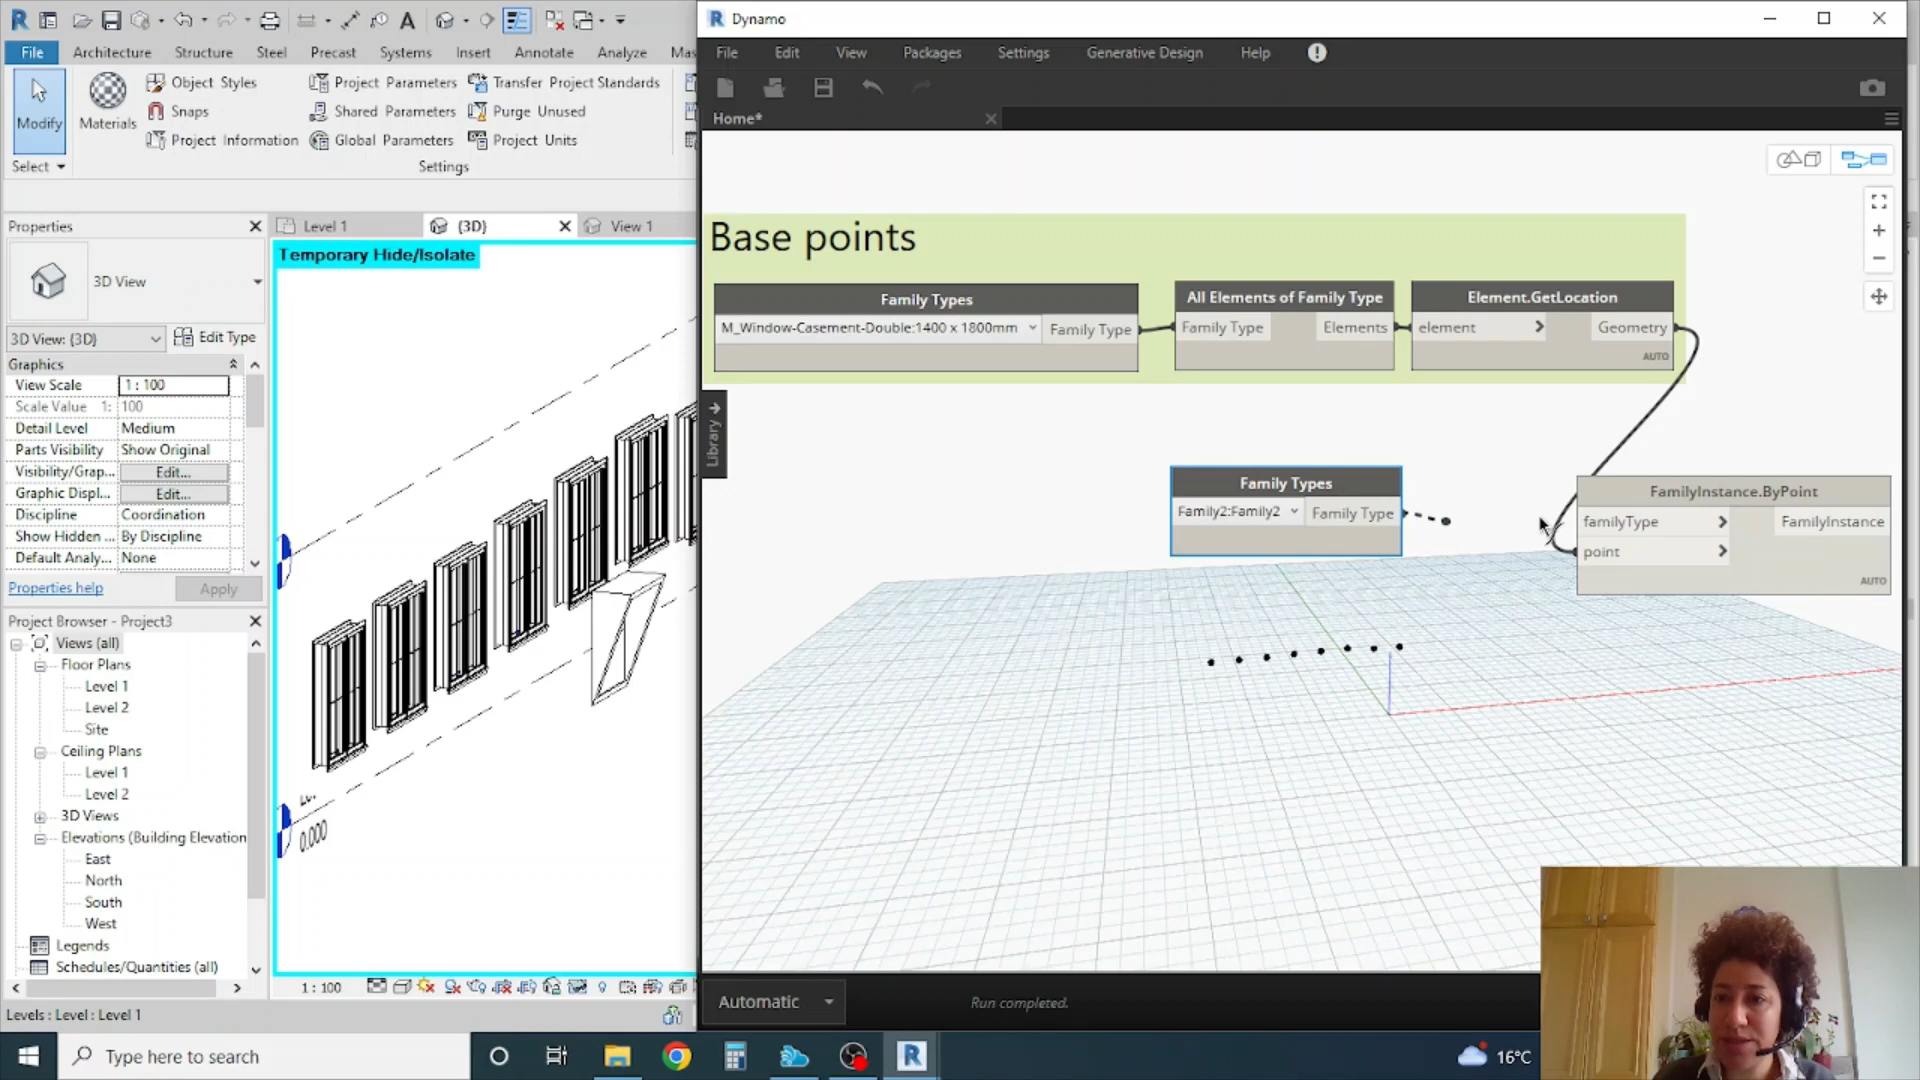 File
Architecture
Structure
Steel
Precast
Systems
Insert
Annotate
Analyze
Mas
Modify
Materials
Object Styles
Snaps
Project Information
Project Parameters
Shared Parameters
Global Parameters
Transfer Project Standards
Purge Unused
Project Units
Select
Settings
Properties
Level 1
{3D}
View 1
Temporary Hide/Isolate
3D View
3D View: {3D}
Edit Type
Graphics
View Scale
1 : 100
Scale Value 1:
100
Detail Level
Medium
Parts Visibility
Show Original
Visibility/Grap...
Edit...
Graphic Displ...
Edit...
Discipline
Coordination
Show Hidden ...
By Discipline
Default Analy...
None
Properties help
Apply
Project Browser - Project3
Views (all)
Floor Plans
Level 1
Level 2
Site
Ceiling Plans
Level 1
Level 2
3D Views
Elevations (Building Elevation
East
North
South
West
Legends
Schedules/Quantities (all)
0.000
1 : 100
Levels : Level : Level 1
Type here to search
Dynamo
File
Edit
View
Packages
Settings
Generative Design
Help
Home*
Base points
Family Types
M_Window-Casement-Double:1400 x 1800mm
Family Type
All Elements of Family Type
Family Type
Elements
Element.GetLocation
element
Geometry
AUTO
Library
Family Types
Family2:Family2
Family Type
FamilyInstance.ByPoint
familyType
FamilyInstance
point
AUTO
Automatic
Run completed.
16°C